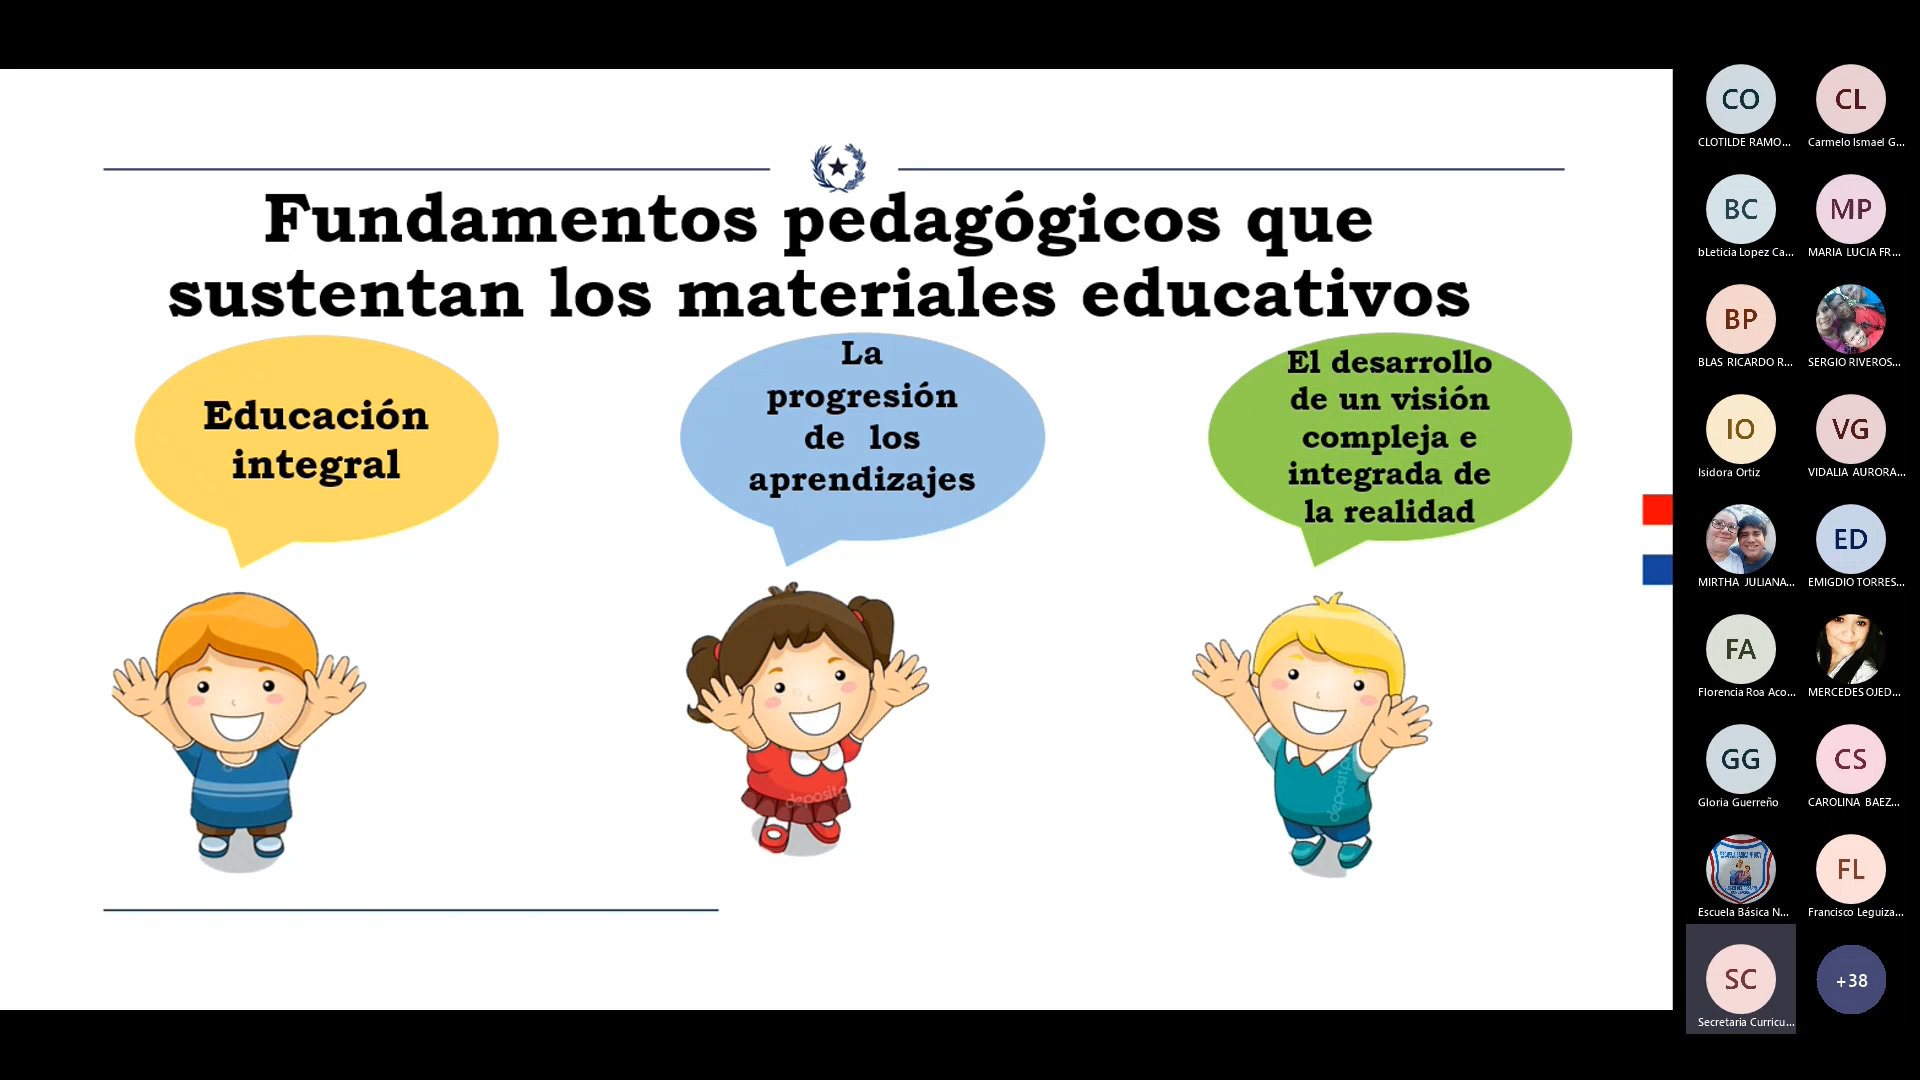 Fundamentos pedagógicos que
sustentan los materiales educativos
Educación
integral
La
progresión
de los
aprendizajes
El desarrollo
de un visión
compleja e
integrada de
la realidad
deposit
deposit
CO
CLOTILDE RAMO...
CL
Carmelo Ismael G...
BC
bLeticia Lopez Ca...
MP
MARIA LUCIA FR...
BP
BLAS RICARDO R...
SERGIO RIVEROS...
IO
Isidora Ortiz
VG
VIDALIA AURORA...
MIRTHA JULIANA...
ED
EMIGDIO TORRES...
FA
Florencia Roa Aco...
MERCEDES OJED...
GG
Gloria Guerreño
CS
CAROLINA BAEZ...
Escuela Básica N...
FL
Francisco Leguiza...
SC
Secretaria Curricu...
+38